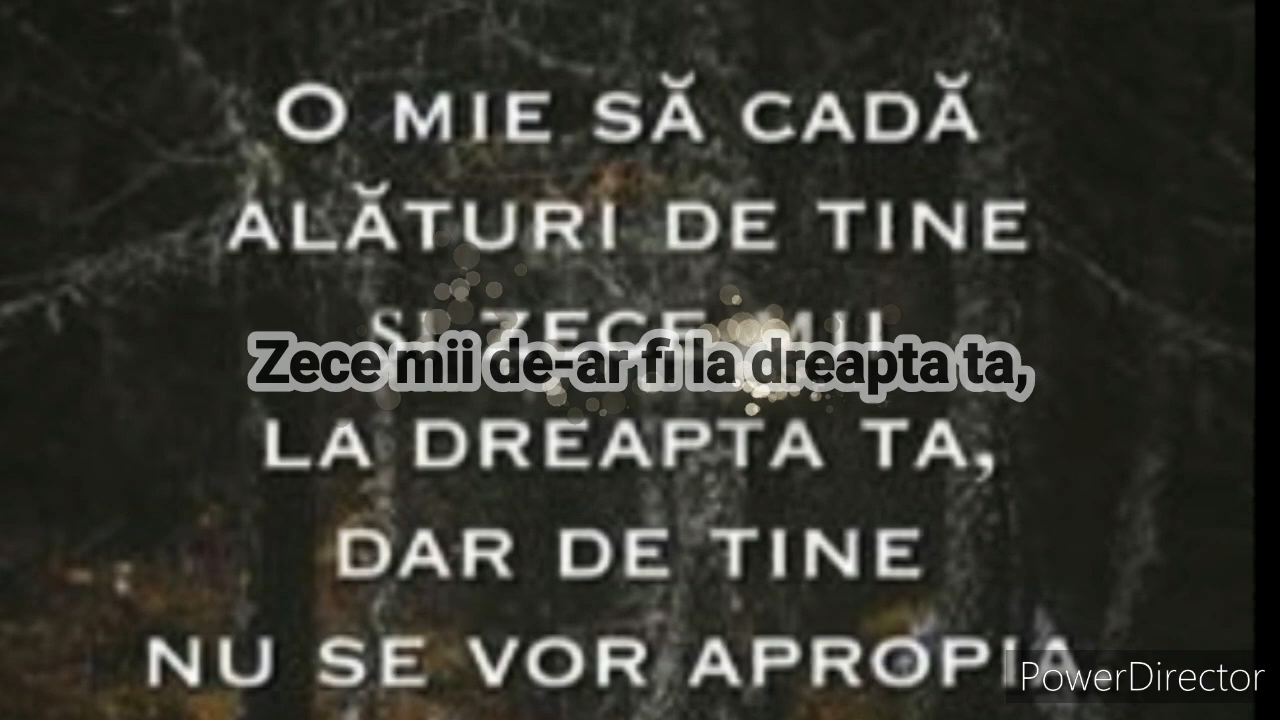 O MIE SĂ CADĂ
ALĂTURI DE TINE
ȘI ZECE MII
Zece mii de-ar fi la dreapta ta,
LA DREAPTA TA,
DAR DE TINE
NU SE VOR APROPIA
PowerDirector